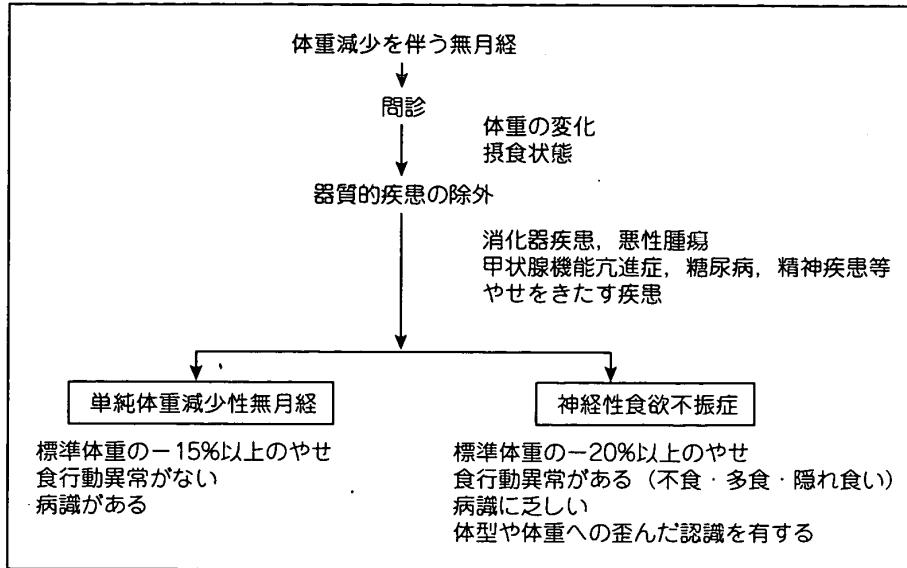 体重減少を伴う無月経
問診
体重の変化
摂食状態
器質的疾患の除外
消化器疾患，悪性腫瘍
甲状腺機能亢進症，糖尿病，精神疾患等
やせをきたす疾患
単純体重減少性無月経
標準体重の－15%以上のやせ
食行動異常がない
病識がある
神経性食欲不振症
標準体重の－20%以上のやせ
食行動異常がある（不食・多食・隠れ食い）
病識に乏しい
体型や体重への歪んだ認識を有する